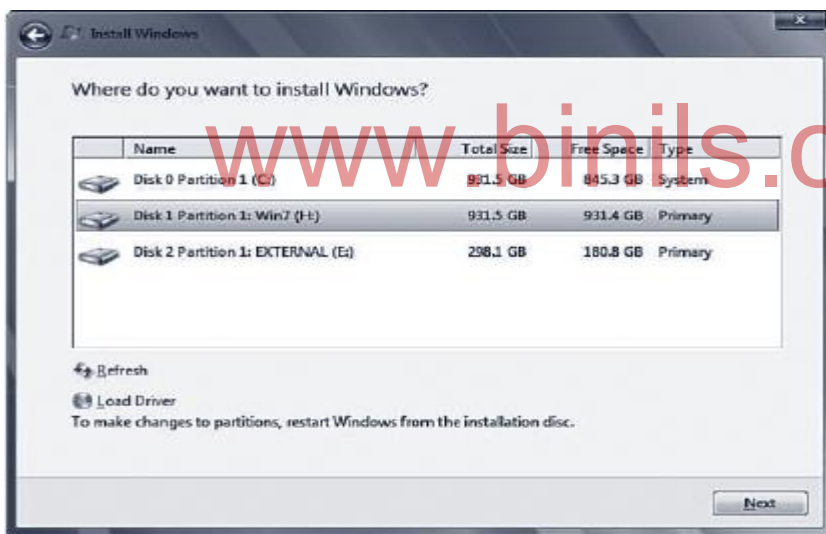 Install Windows
Where do you want to install Windows?
Name Total Size Free Space Type
Disk 0 Partition 1 (C:) 931.5 GB 845.3 GB System
Disk 1 Partition 1: Win7 (H:) 931.5 GB 931.4 GB Primary
Disk 2 Partition 1: EXTERNAL (E:) 298.1 GB 180.8 GB Primary
Refresh
Load Driver
To make changes to partitions, restart Windows from the installation disc.
Next
www.binils.c